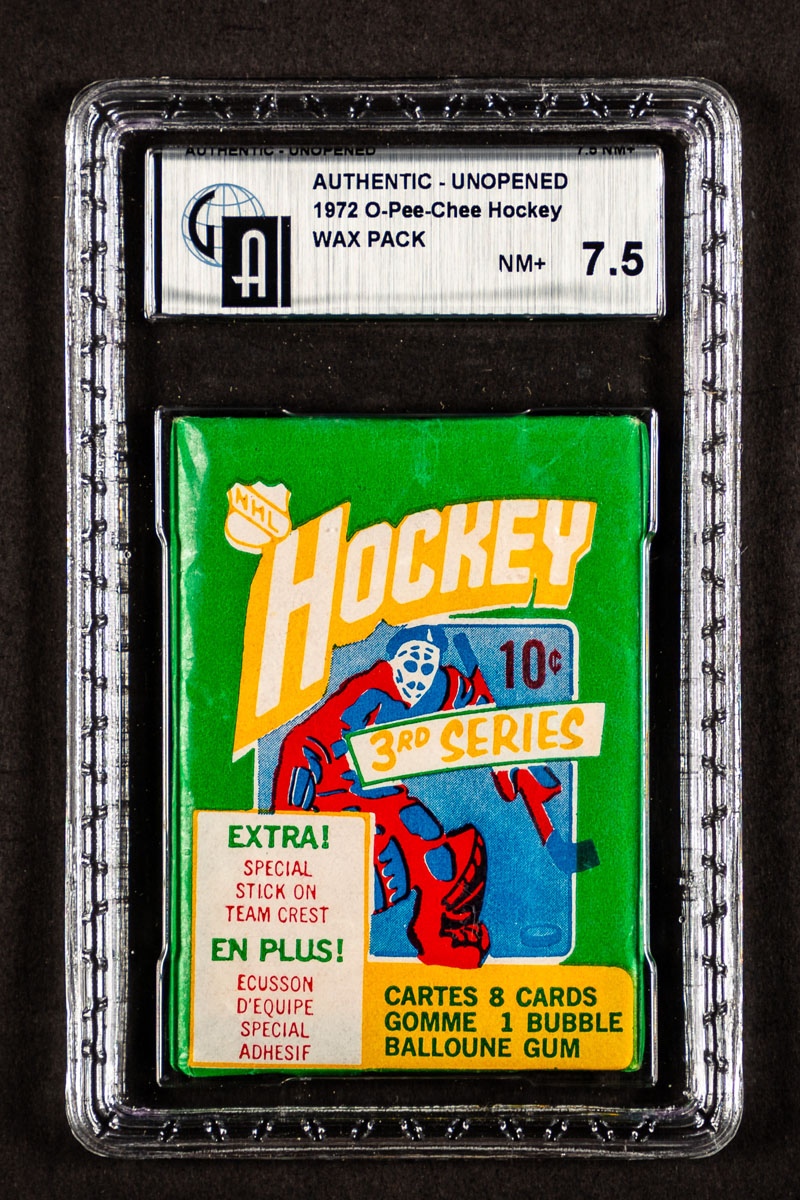 AUTHENTIC - UNOPENED 7.5 NM+
AUTHENTIC - UNOPENED
1972 O-Pee-Chee Hockey
WAX PACK
NM+ 7.5
GA
NHL
HOCKEY
10¢
3RD SERIES
EXTRA!
SPECIAL
STICK ON
TEAM CREST
EN PLUS!
ECUSSON
D'EQUIPE
SPECIAL
ADHESIF
CARTES 8 CARDS
GOMME 1 BUBBLE
BALLOUNE GUM